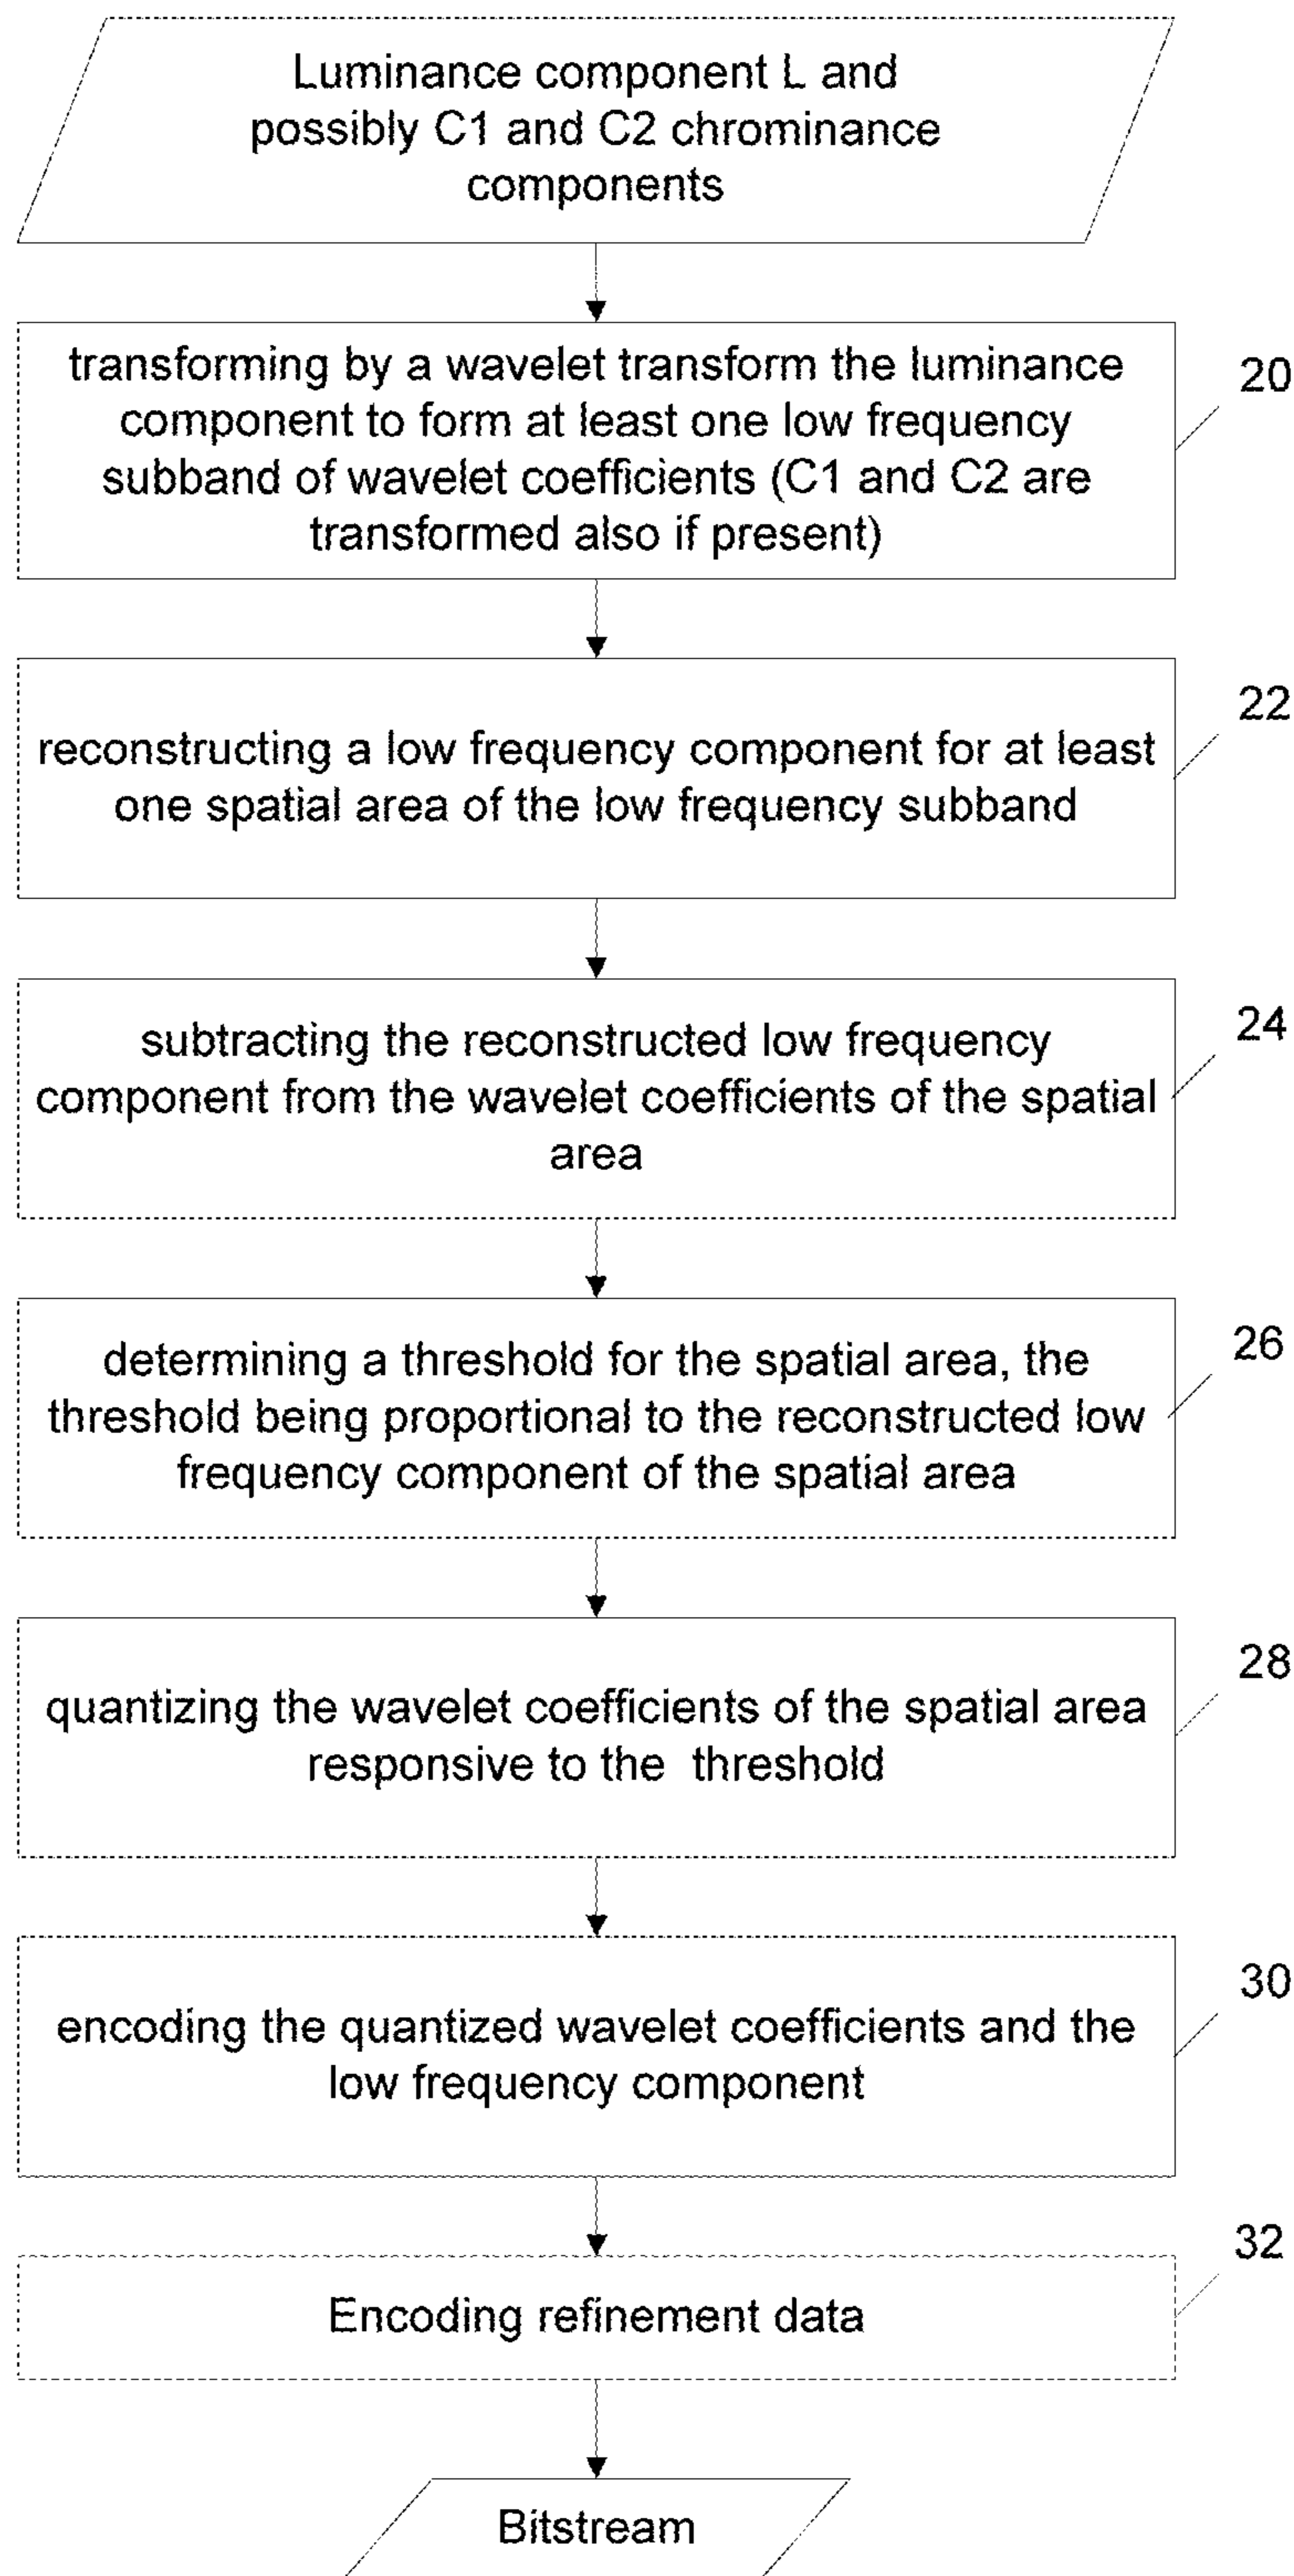 Luminance component L and
possibly C1 and C2 chrominance
components
transforming by a wavelet transform the luminance
component to form at least one low frequency
subband of wavelet coefficients (C1 and C2 are
transformed also if present)
20
reconstructing a low frequency component for at least
one spatial area of the low frequency subband
22
subtracting the reconstructed low frequency
component from the wavelet coefficients of the spatial
area
24
determining a threshold for the spatial area, the
threshold being proportional to the reconstructed low
frequency component of the spatial area
26
quantizing the wavelet coefficients of the spatial area
responsive to the threshold
28
encoding the quantized wavelet coefficients and the
low frequency component
30
Encoding refinement data
32
Bitstream